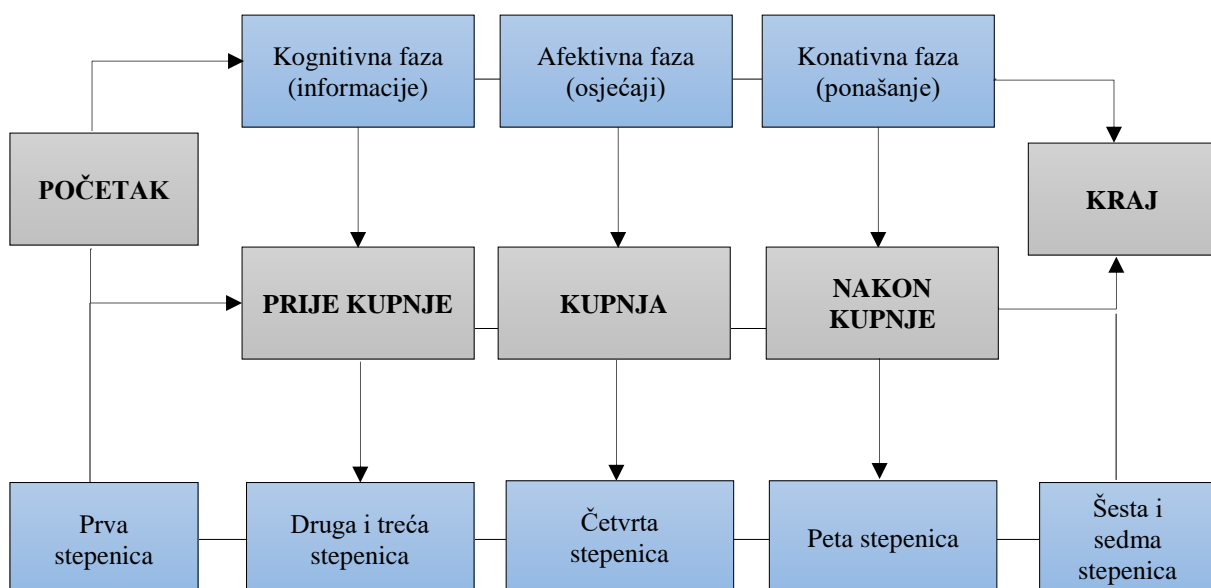 Kognitivna faza
(informacije)
Afektivna faza
(osjećaji)
Konativna faza
(ponašanje)
POČETAK
KRAJ
PRIJE KUPNJE
KUPNJA
NAKON
KUPNJE
Prva
stepenica
Druga i treća
stepenica
Četvrta
stepenica
Peta stepenica
Šesta i
sedma
stepenica